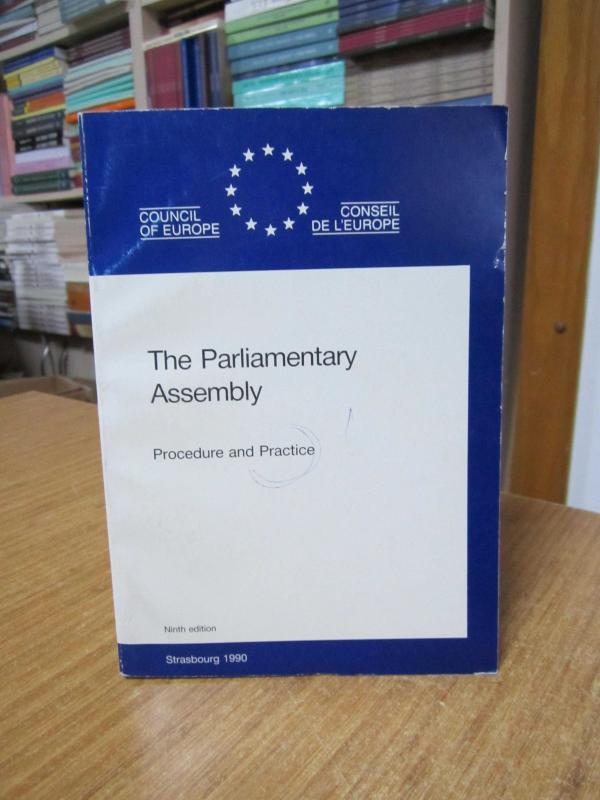 COUNCIL
OF EUROPE
CONSEIL
DE L'EUROPE
The Parliamentary
Assembly
Procedure and Practice
Ninth edition
Strasbourg 1990